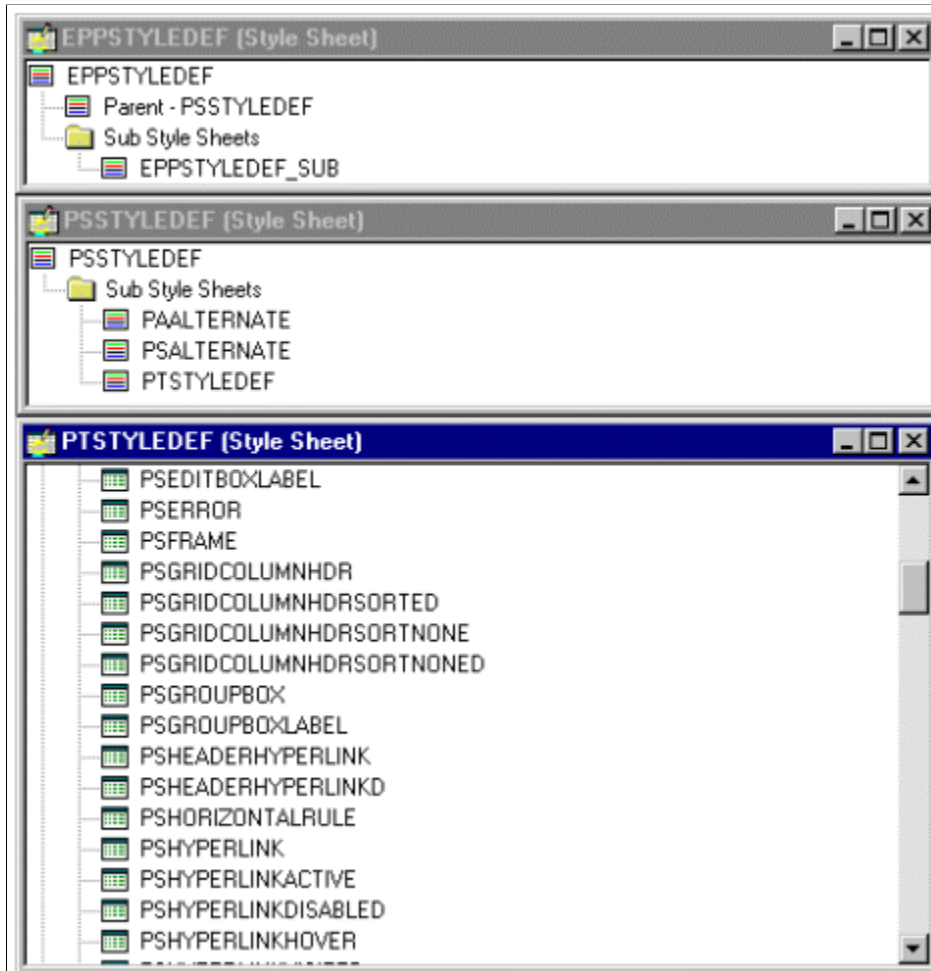 EPPSTYLEDEF (Style Sheet)
EPPSTYLEDEF
Parent - PSSTYLEDEF
Sub Style Sheets
EPPSTYLEDEF_SUB
PSSTYLEDEF (Style Sheet)
PSSTYLEDEF
Sub Style Sheets
PAALTERNATE
PSALTERNATE
PTSTYLEDEF
PTSTYLEDEF (Style Sheet)
PSEDITBOXLABEL
PSERROR
PSFRAME
PSGRIDCOLUMNHDR
PSGRIDCOLUMNHDRSORTED
PSGRIDCOLUMNHDRSORTNONE
PSGRIDCOLUMNHDRSORTNONED
PSGROUPBOX
PSGROUPBOXLABEL
PSHEADERHYPERLINK
PSHEADERHYPERLINKD
PSHORIZONTALRULE
PSHYPERLINK
PSHYPERLINKACTIVE
PSHYPERLINKDISABLED
PSHYPERLINKHOVER